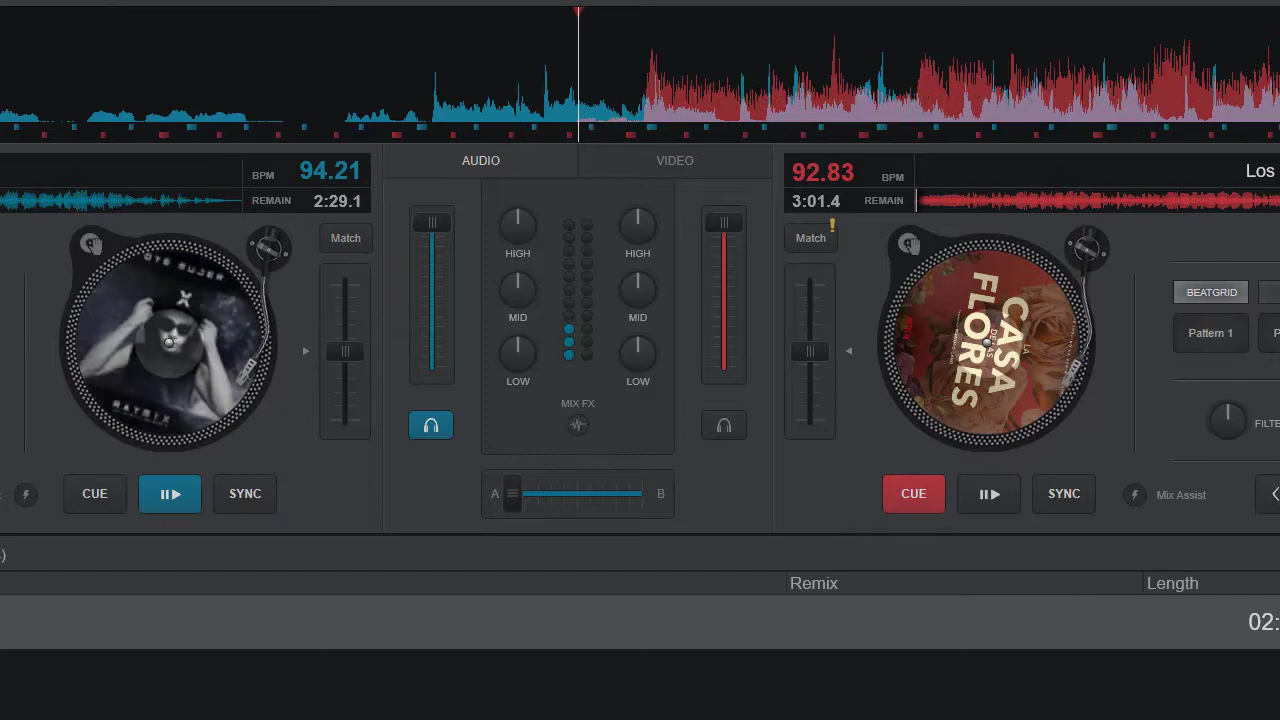 AUDIO VIDEO
94.21 BPM
REMAIN 2:29.1
92.83 BPM
3:01.4 REMAIN
Los
Match
Match !
HIGH HIGH
MID MID
LOW LOW
MIX FX
CASA
FLORES
LA
BEATGRID
Pattern 1
P
FILTE
A B
CUE SYNC
CUE SYNC
Mix Assist
)
Remix Length
02: